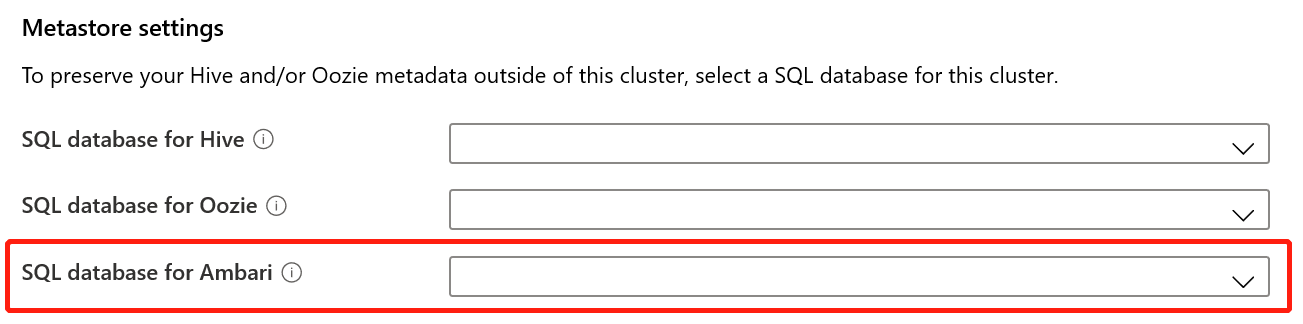 Metastore settings
To preserve your Hive and/or Oozie metadata outside of this cluster, select a SQL database for this cluster.
SQL database for Hive
SQL database for Oozie
SQL database for Ambari